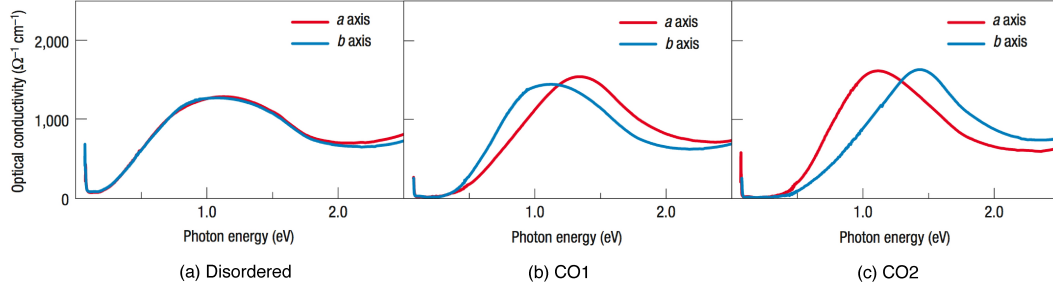 Optical conductivity (Ω⁻¹ cm⁻¹)
2,000
1,000
0
a axis
b axis
1.0
2.0
Photon energy (eV)
(a) Disordered
a axis
b axis
1.0
2.0
Photon energy (eV)
(b) CO1
a axis
b axis
1.0
2.0
Photon energy (eV)
(c) CO2